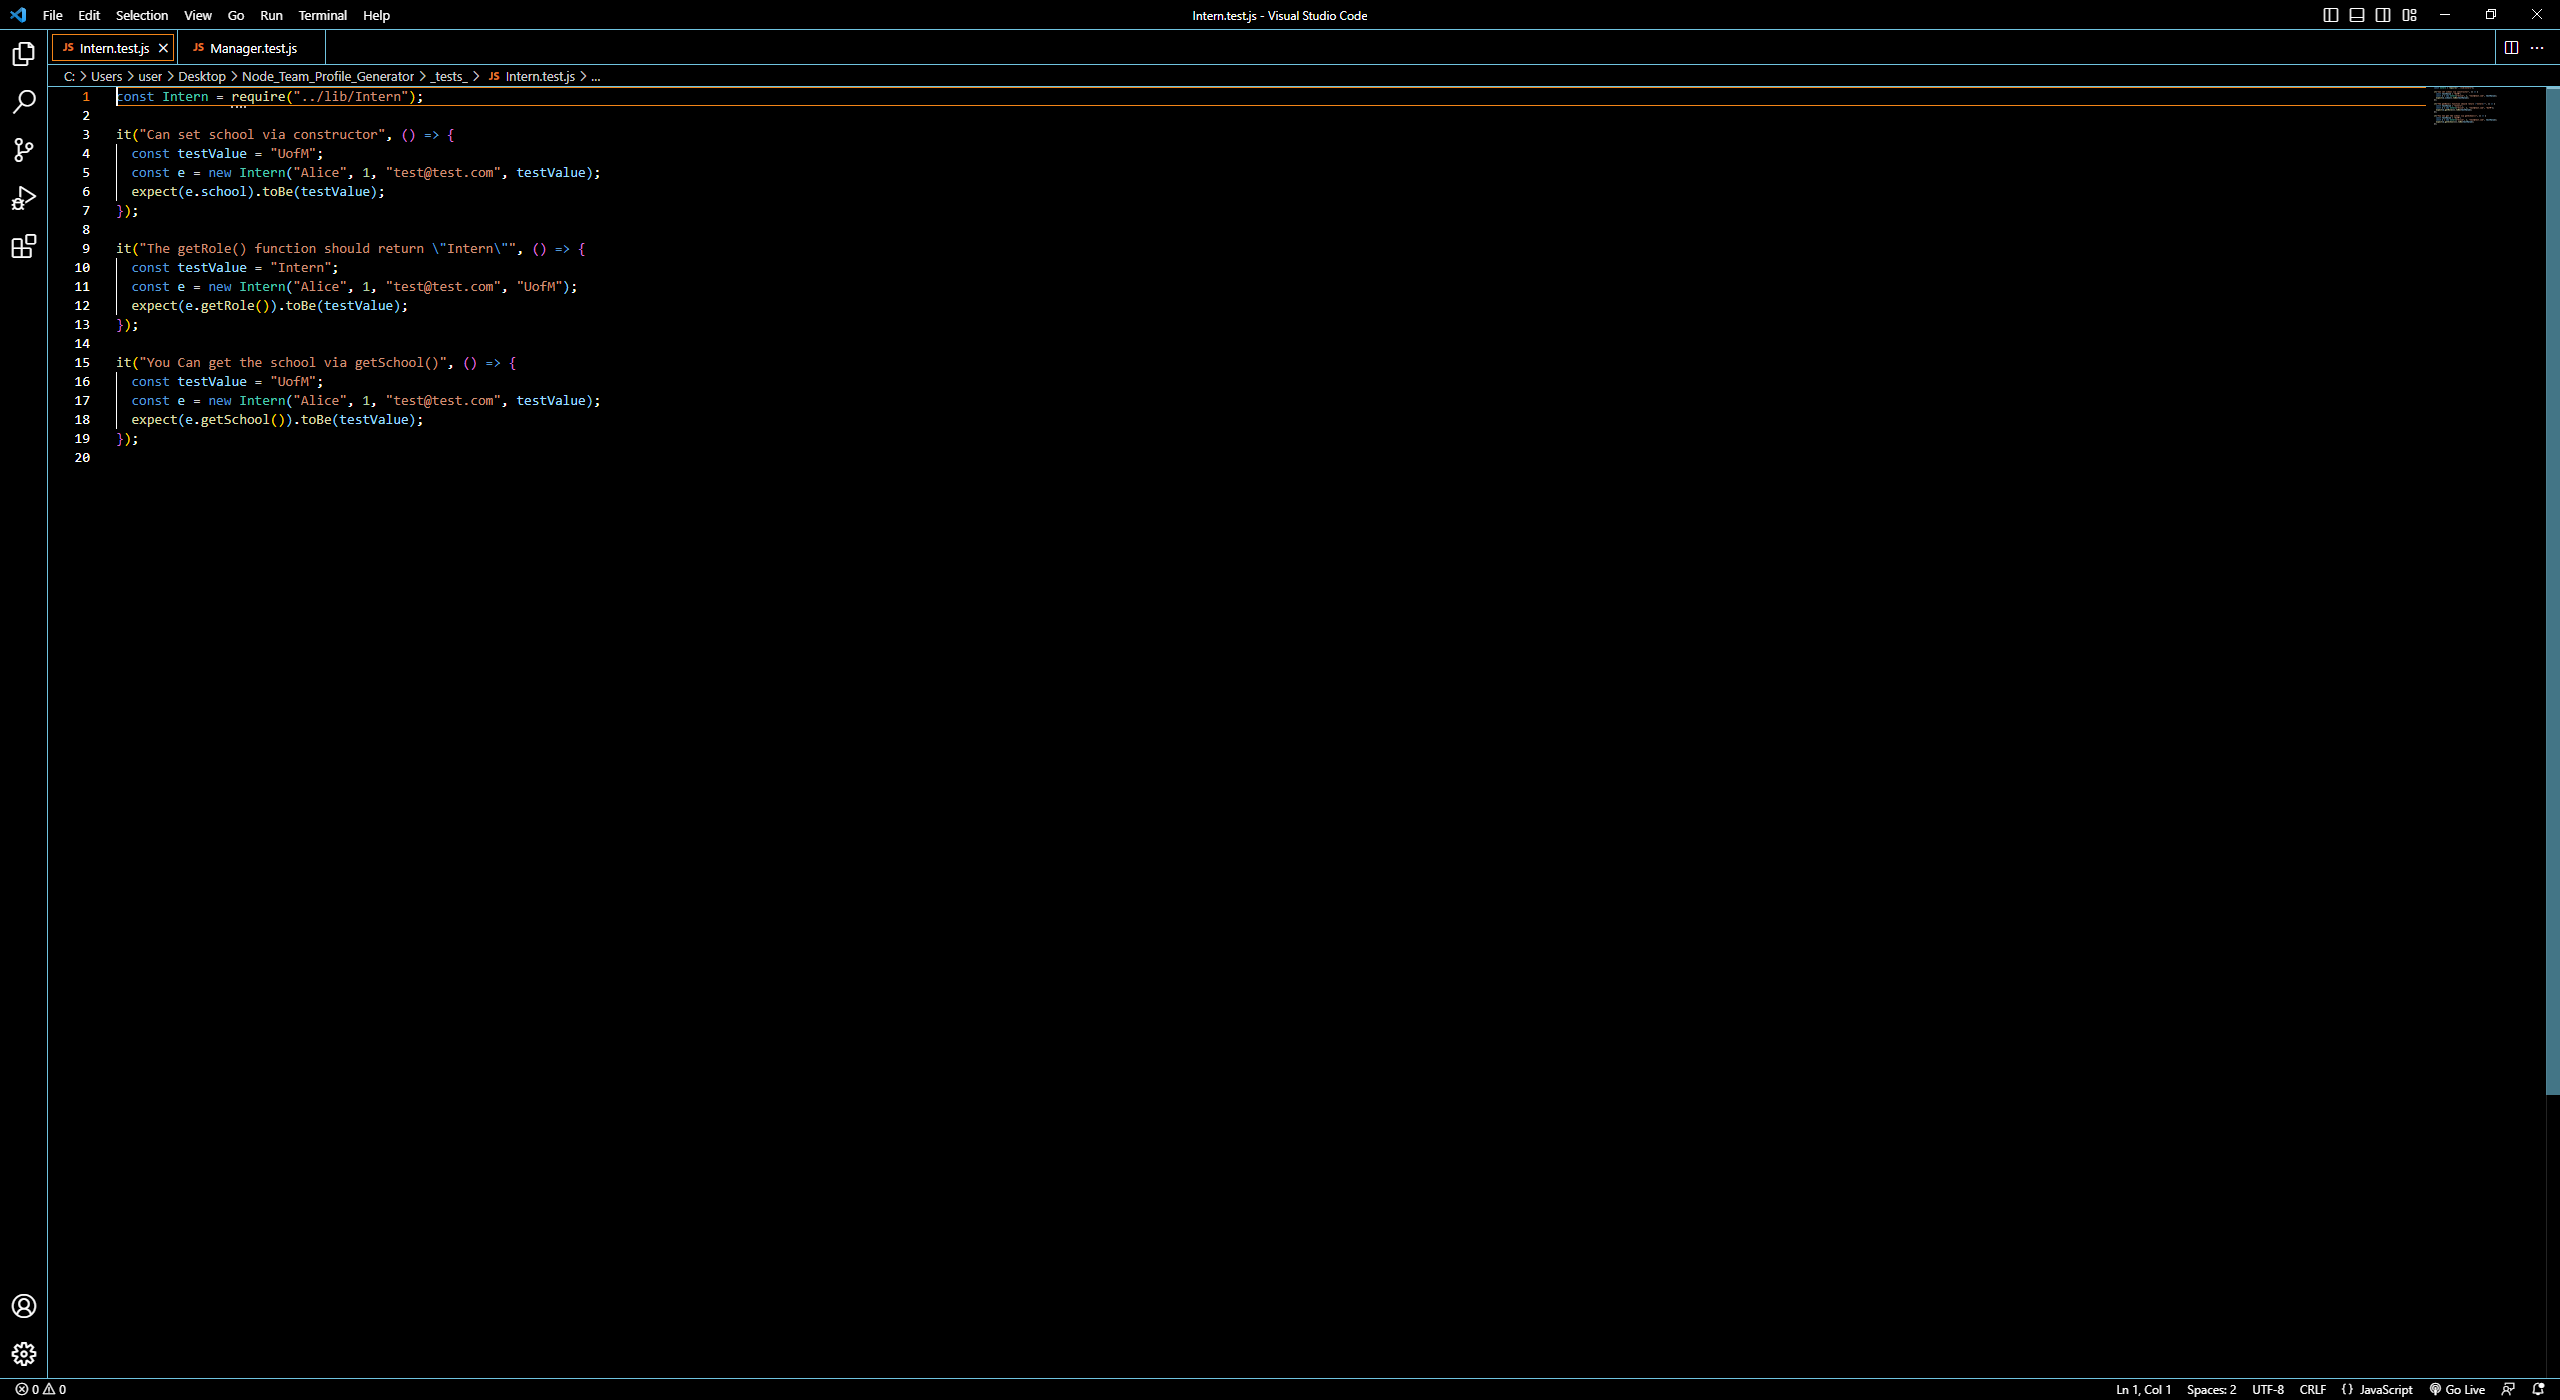 File Edit Selection View Go Run Terminal Help
Intern.test.js - Visual Studio Code
JS Intern.test.js
JS Manager.test.js
C: > Users > user > Desktop > Node_Team_Profile_Generator > _tests_ > JS Intern.test.js > ...
1 const Intern = require("../lib/Intern");
2
3 it("Can set school via constructor", () => {
4   const testValue = "UofM";
5   const e = new Intern("Alice", 1, "test@test.com", testValue);
6   expect(e.school).toBe(testValue);
7 });
8
9 it("The getRole() function should return \"Intern\"", () => {
10   const testValue = "Intern";
11   const e = new Intern("Alice", 1, "test@test.com", "UofM");
12   expect(e.getRole()).toBe(testValue);
13 });
14
15 it("You Can get the school via getSchool()", () => {
16   const testValue = "UofM";
17   const e = new Intern("Alice", 1, "test@test.com", testValue);
18   expect(e.getSchool()).toBe(testValue);
19 });
20
0 0
Ln 1, Col 1 Spaces: 2 UTF-8 CRLF {} JavaScript Go Live